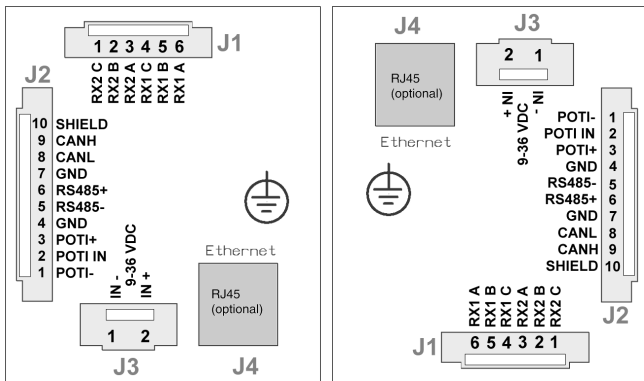 J1
1 2 3 4 5 6
RX2 C
RX2 B
RX2 A
RX1 C
RX1 B
RX1 A
J2
10 SHIELD
9 CANH
8 CANL
7 GND
6 RS485+
5 RS485-
4 GND
3 POTI+
2 POTI IN
1 POTI-
IN -
9-36 VDC
IN +
1 2
J3
Ethernet
RJ45
(optional)
J4
J4
RJ45
(optional)
Ethernet
J3
2 1
+ NI
9-36 VDC
- NI
POTI- 1
POTI IN 2
POTI+ 3
GND 4
RS485- 5
RS485+ 6
GND 7
CANL 8
CANH 9
SHIELD 10
J2
RX1 A
RX1 B
RX1 C
RX2 A
RX2 B
RX2 C
J1
6 5 4 3 2 1